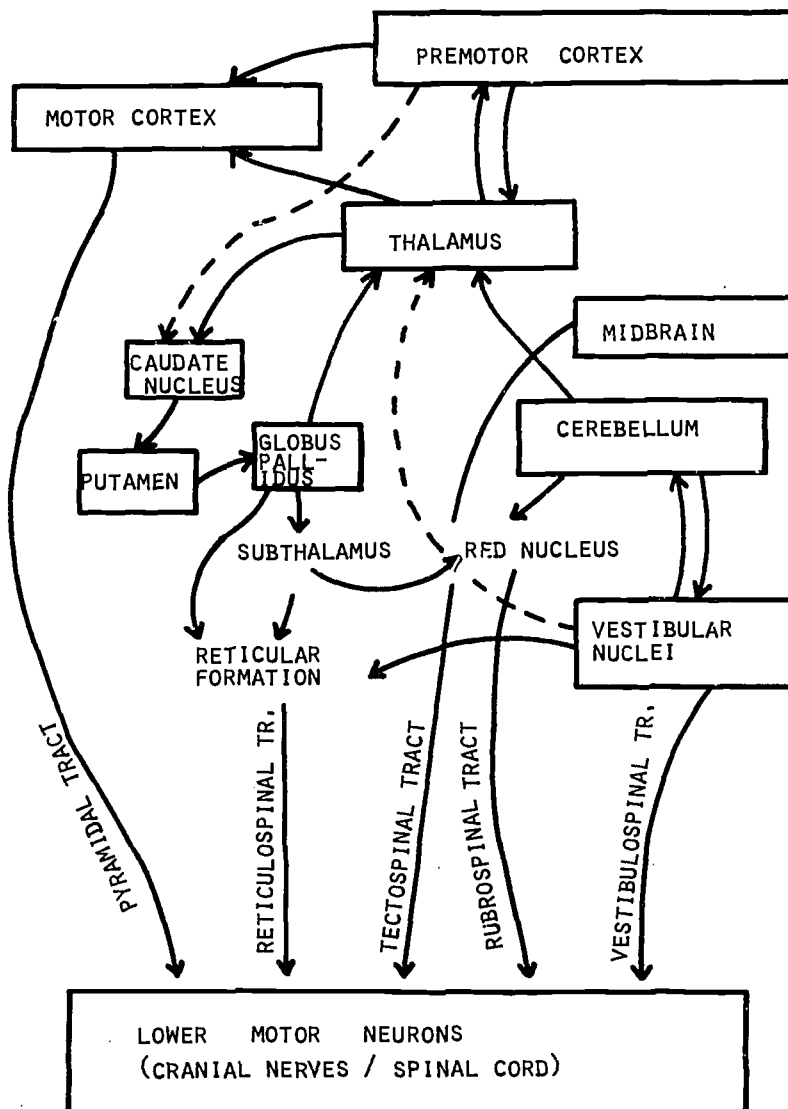 PREMOTOR CORTEX
MOTOR CORTEX
THALAMUS
MIDBRAIN
CAUDATE
NUCLEUS
CEREBELLUM
GLOBUS
PALL-
IDUS
PUTAMEN
SUBTHALAMUS
RED NUCLEUS
VESTIBULAR
NUCLEI
RETICULAR
FORMATION
PYRAMIDAL TRACT
RETICULOSPINAL TR.
TECTOSPINAL TRACT
RUBROSPINAL TRACT
VESTIBULOSPINAL TR.
LOWER MOTOR NEURONS
(CRANIAL NERVES / SPINAL CORD)